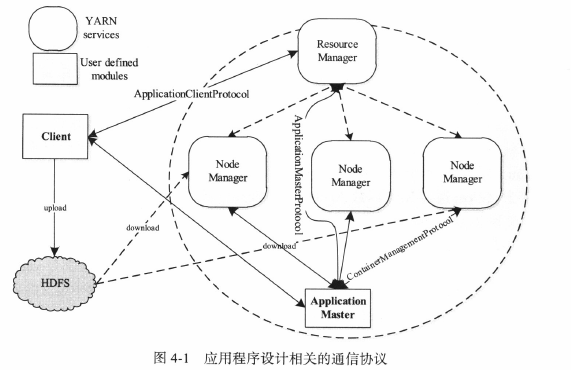 YARN
services
User defined
modules
Resource
Manager
ApplicationClientProtocol
ApplicationMasterProtocol
Client
Node
Manager
Node
Manager
Node
Manager
upload
download
download
ContainerManagementProtocol
HDFS
Application
Master
图 4-1 应用程序设计相关的通信协议